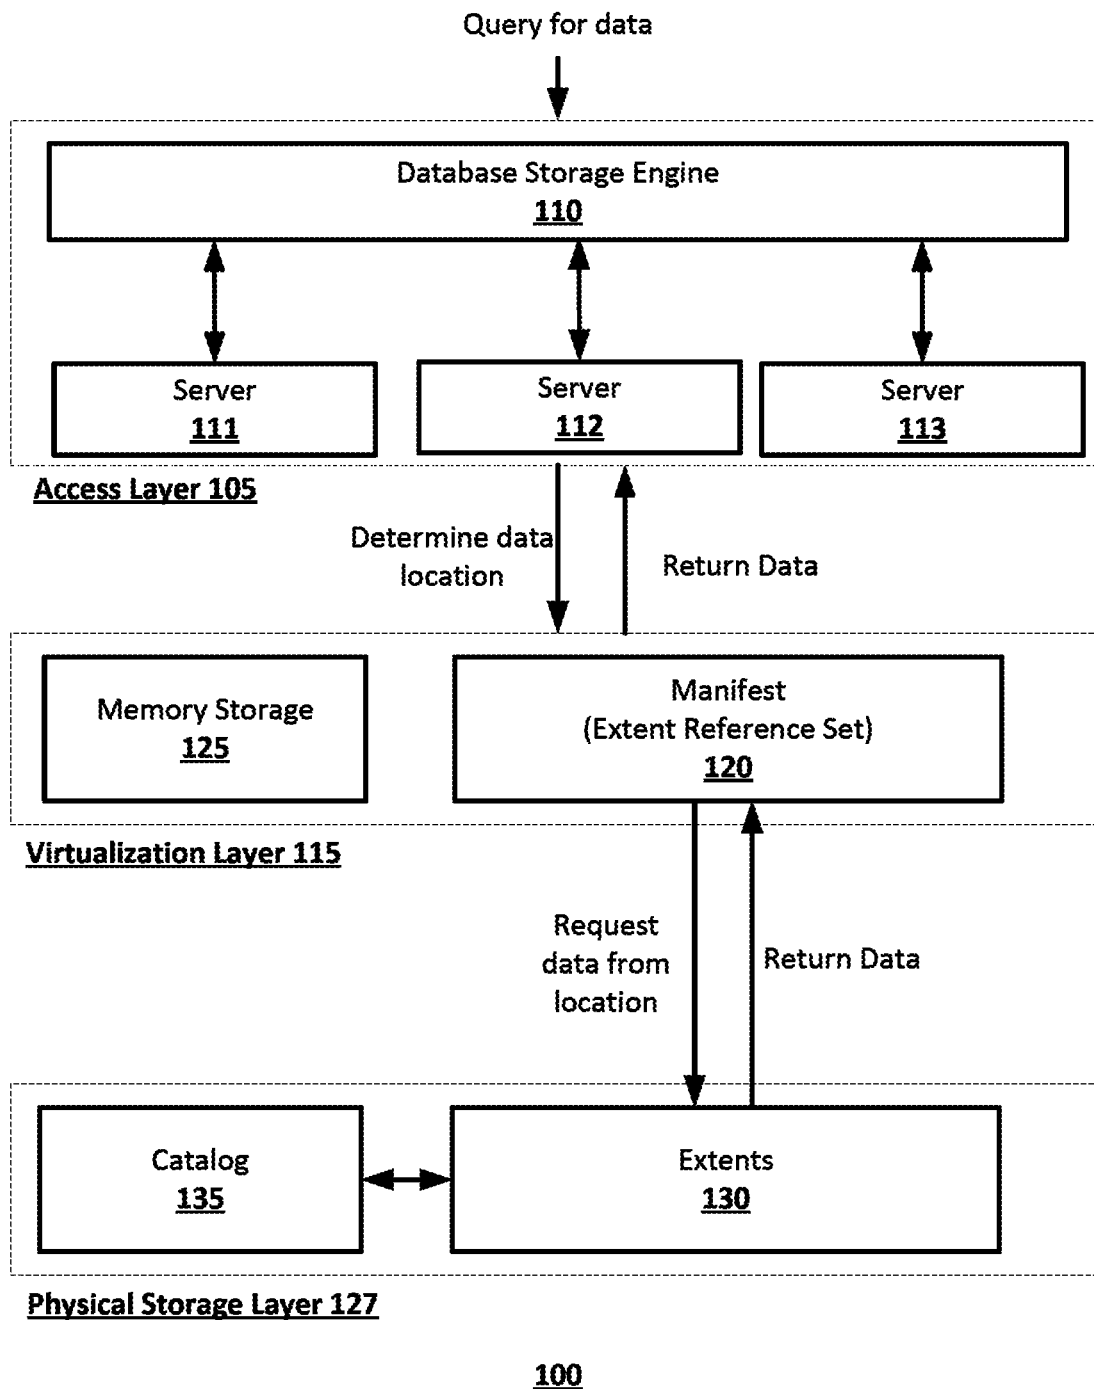 Query for data
Database Storage Engine
110
Server
111
Server
112
Server
113
Access Layer 105
Determine data
location
Return Data
Memory Storage
125
Manifest
(Extent Reference Set)
120
Virtualization Layer 115
Request
data from
location
Return Data
Catalog
135
Extents
130
Physical Storage Layer 127
100